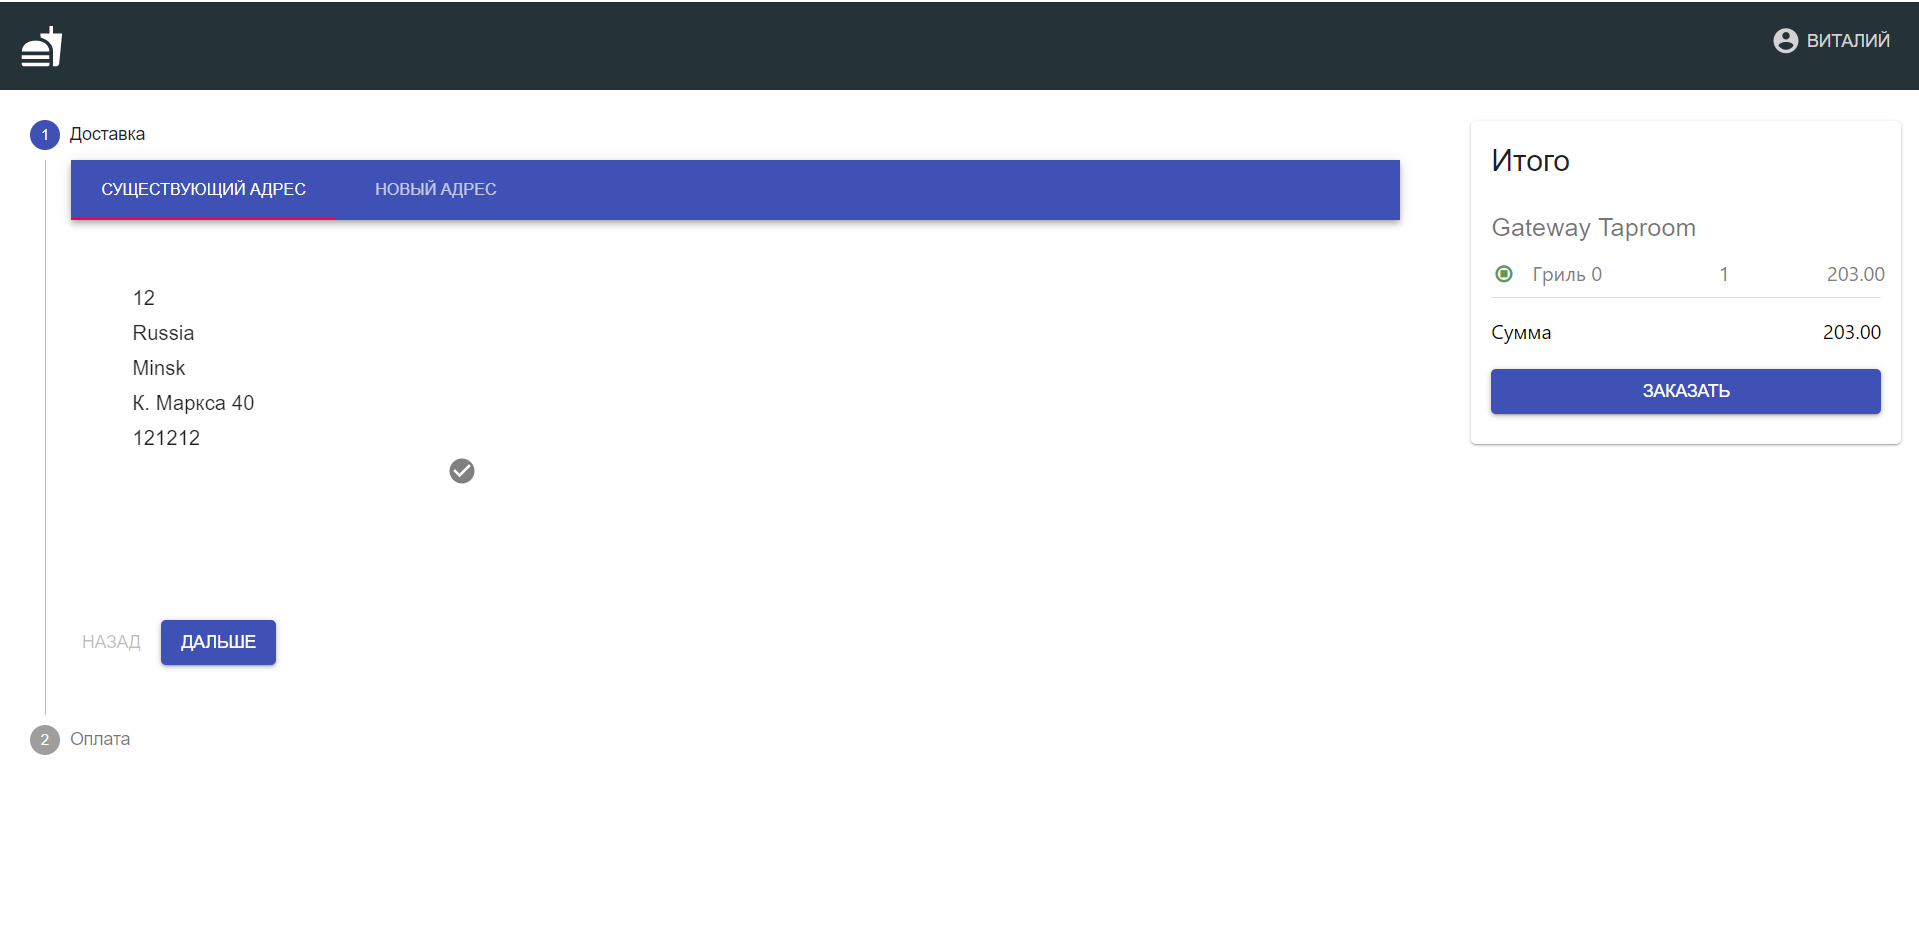 ВИТАЛИЙ
1 Доставка
СУЩЕСТВУЮЩИЙ АДРЕС НОВЫЙ АДРЕС
12
Russia
Minsk
К. Маркса 40
121212
НАЗАД ДАЛЬШЕ
2 Оплата
Итого
Gateway Taproom
Гриль 0 1 203.00
Сумма 203.00
ЗАКАЗАТЬ